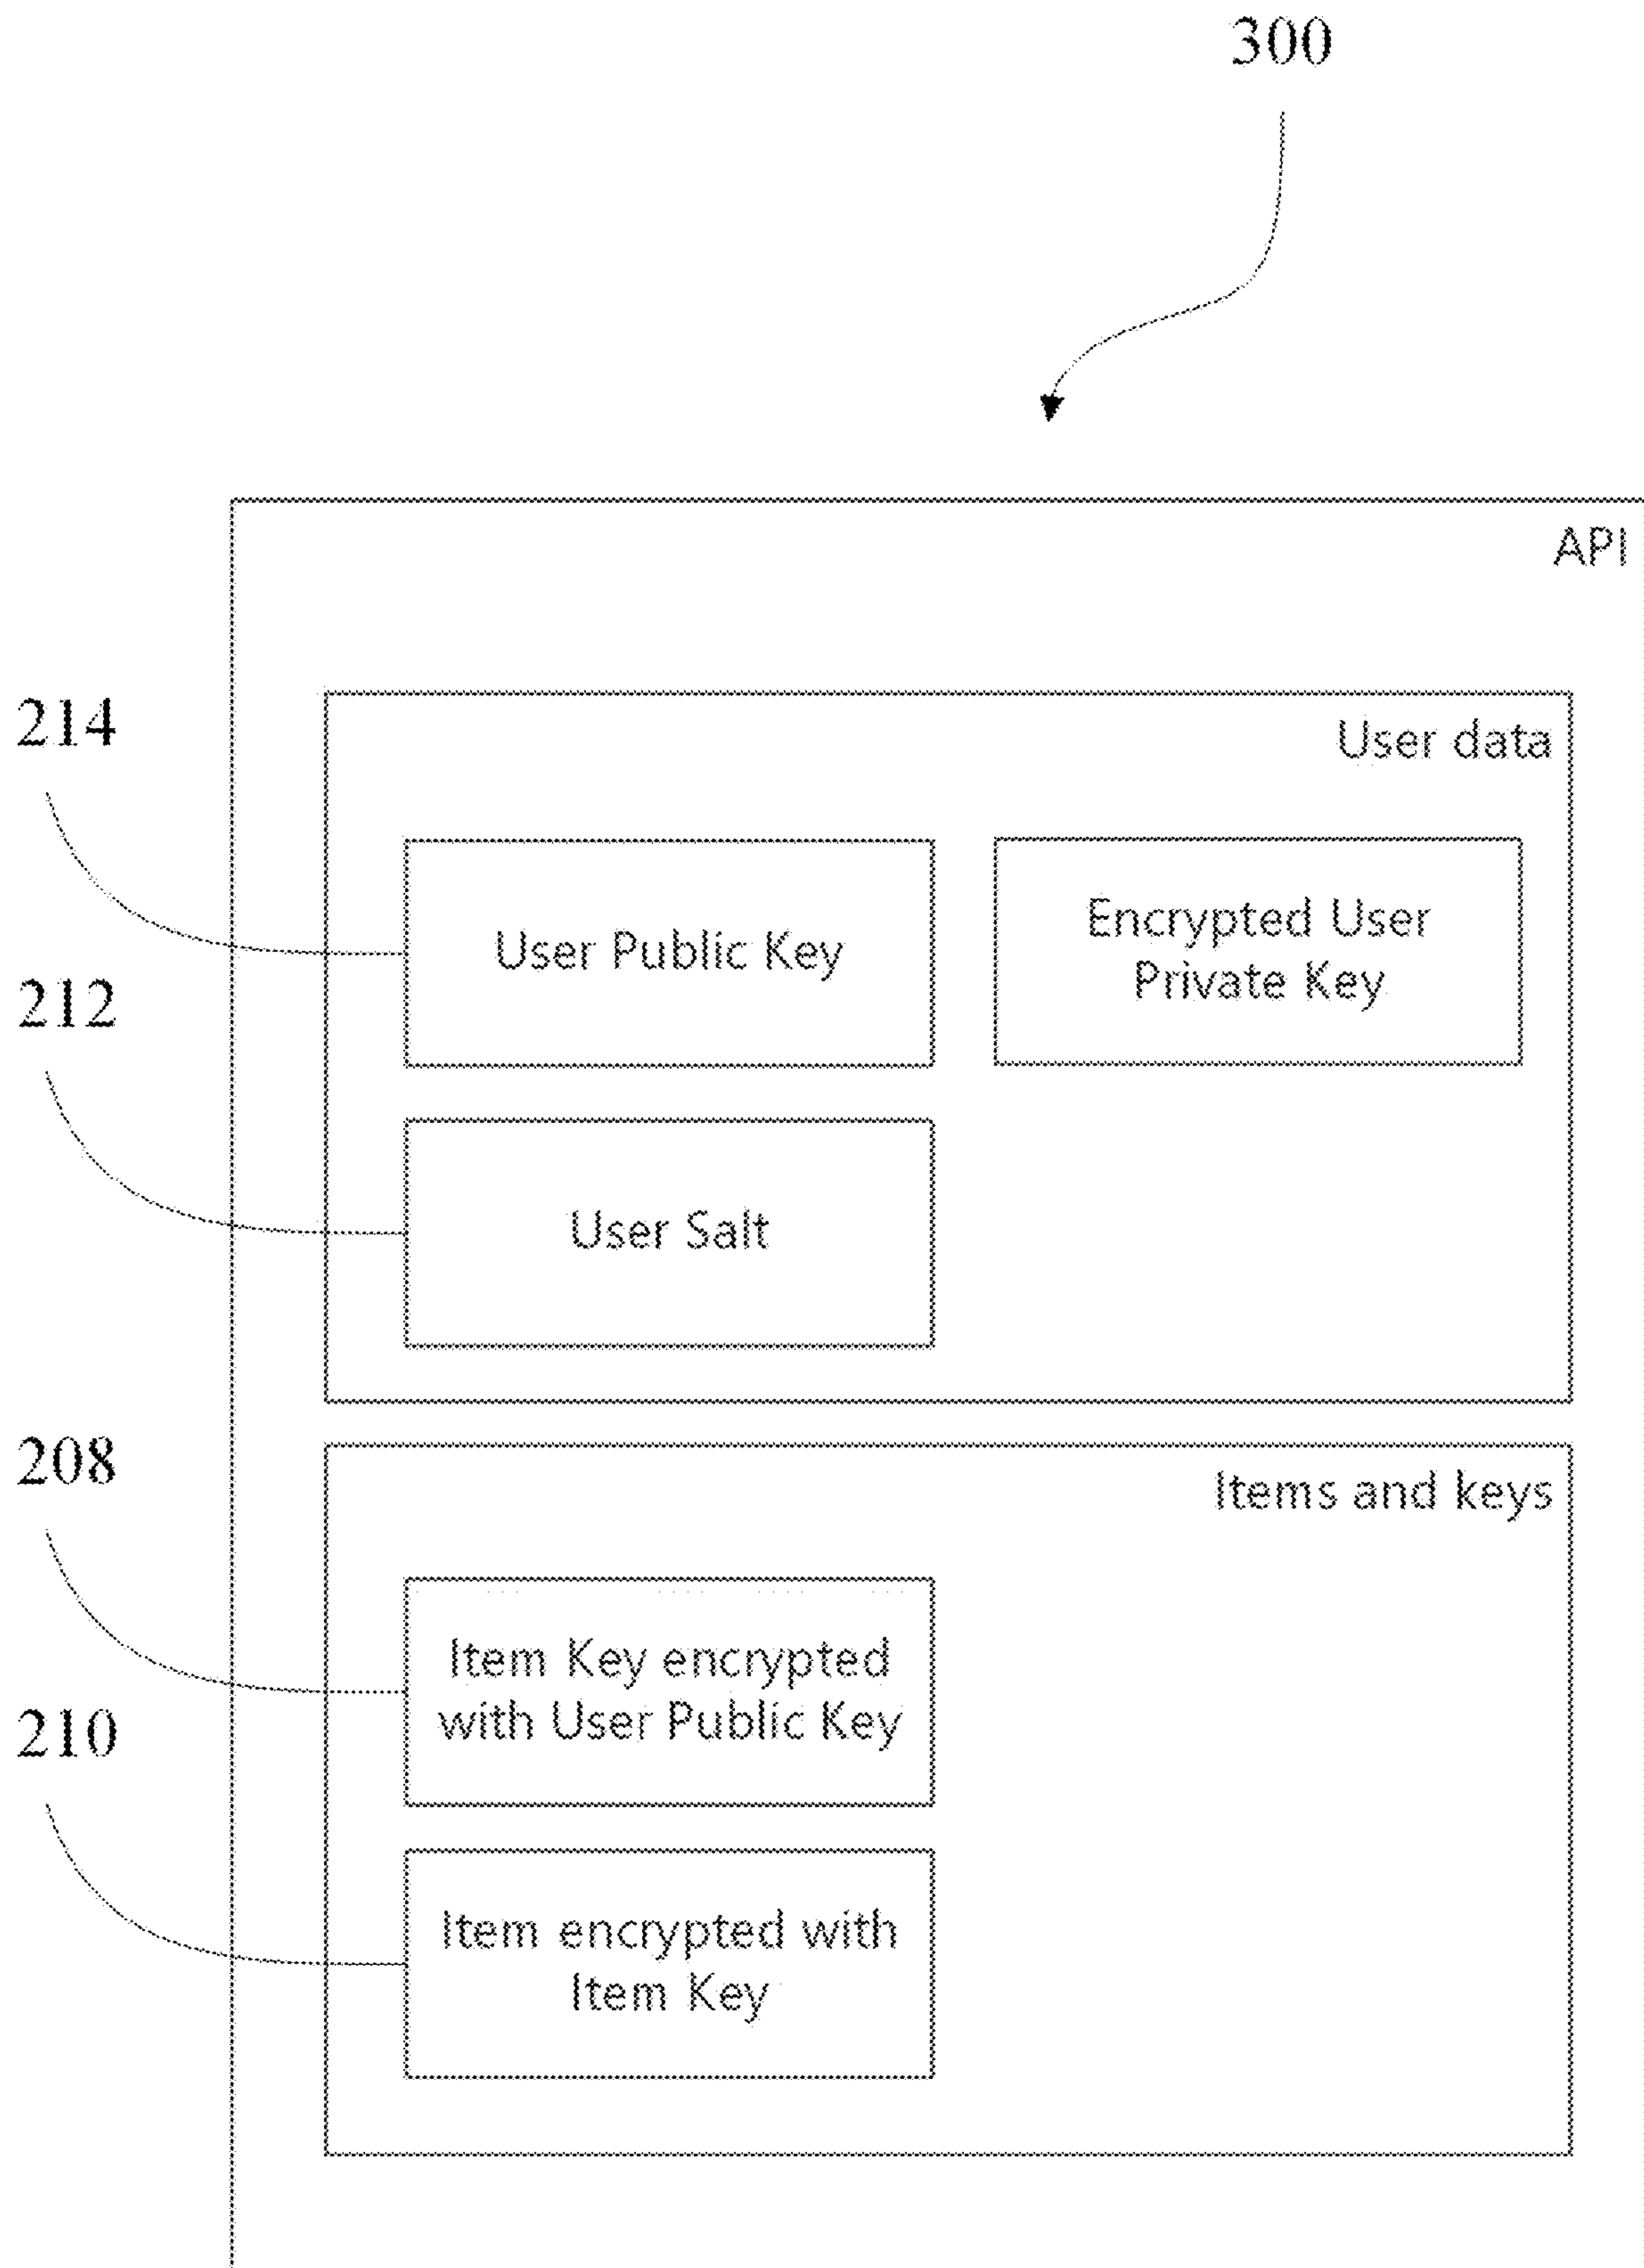 300
API
214
User data
User Public Key
Encrypted User
Private Key
212
User Salt
208
Items and keys
Item Key encrypted
with User Public Key
210
Item encrypted with
Item Key